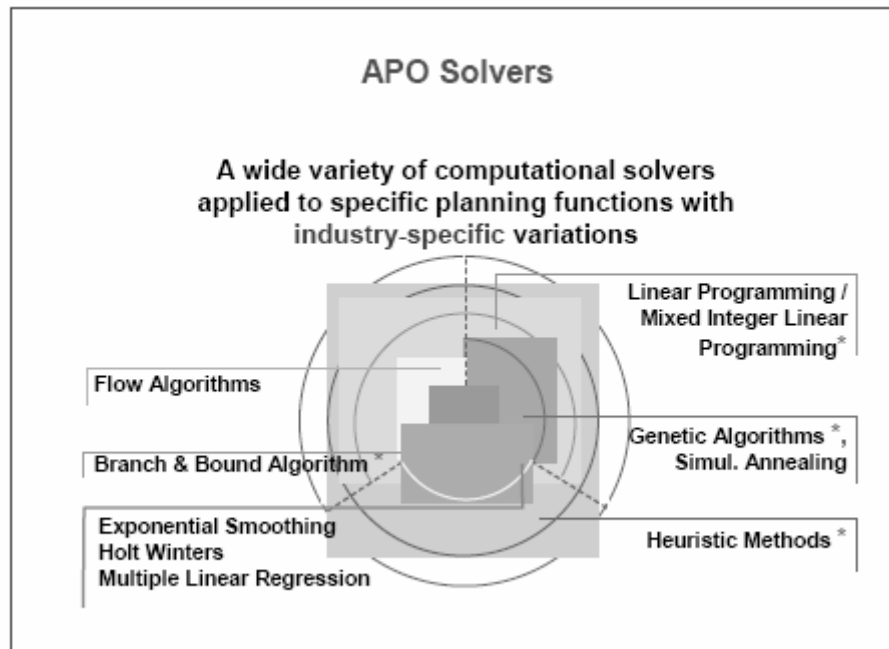 APO Solvers
A wide variety of computational solvers
applied to specific planning functions with
industry-specific variations
Linear Programming /
Mixed Integer Linear
Programming*
Flow Algorithms
Genetic Algorithms *,
Simul. Annealing
Branch & Bound Algorithm *
Exponential Smoothing
Holt Winters
Multiple Linear Regression
Heuristic Methods *